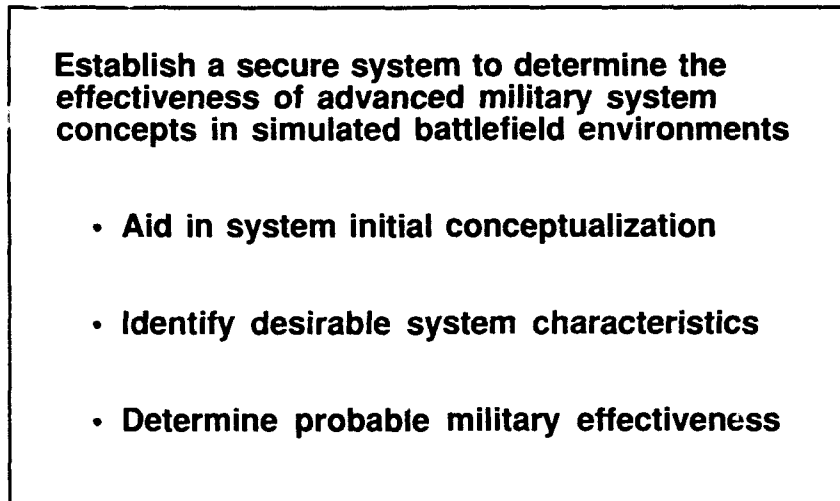 Establish a secure system to determine the
effectiveness of advanced military system
concepts in simulated battlefield environments
• Aid in system initial conceptualization
• Identify desirable system characteristics
• Determine probable military effectiveness